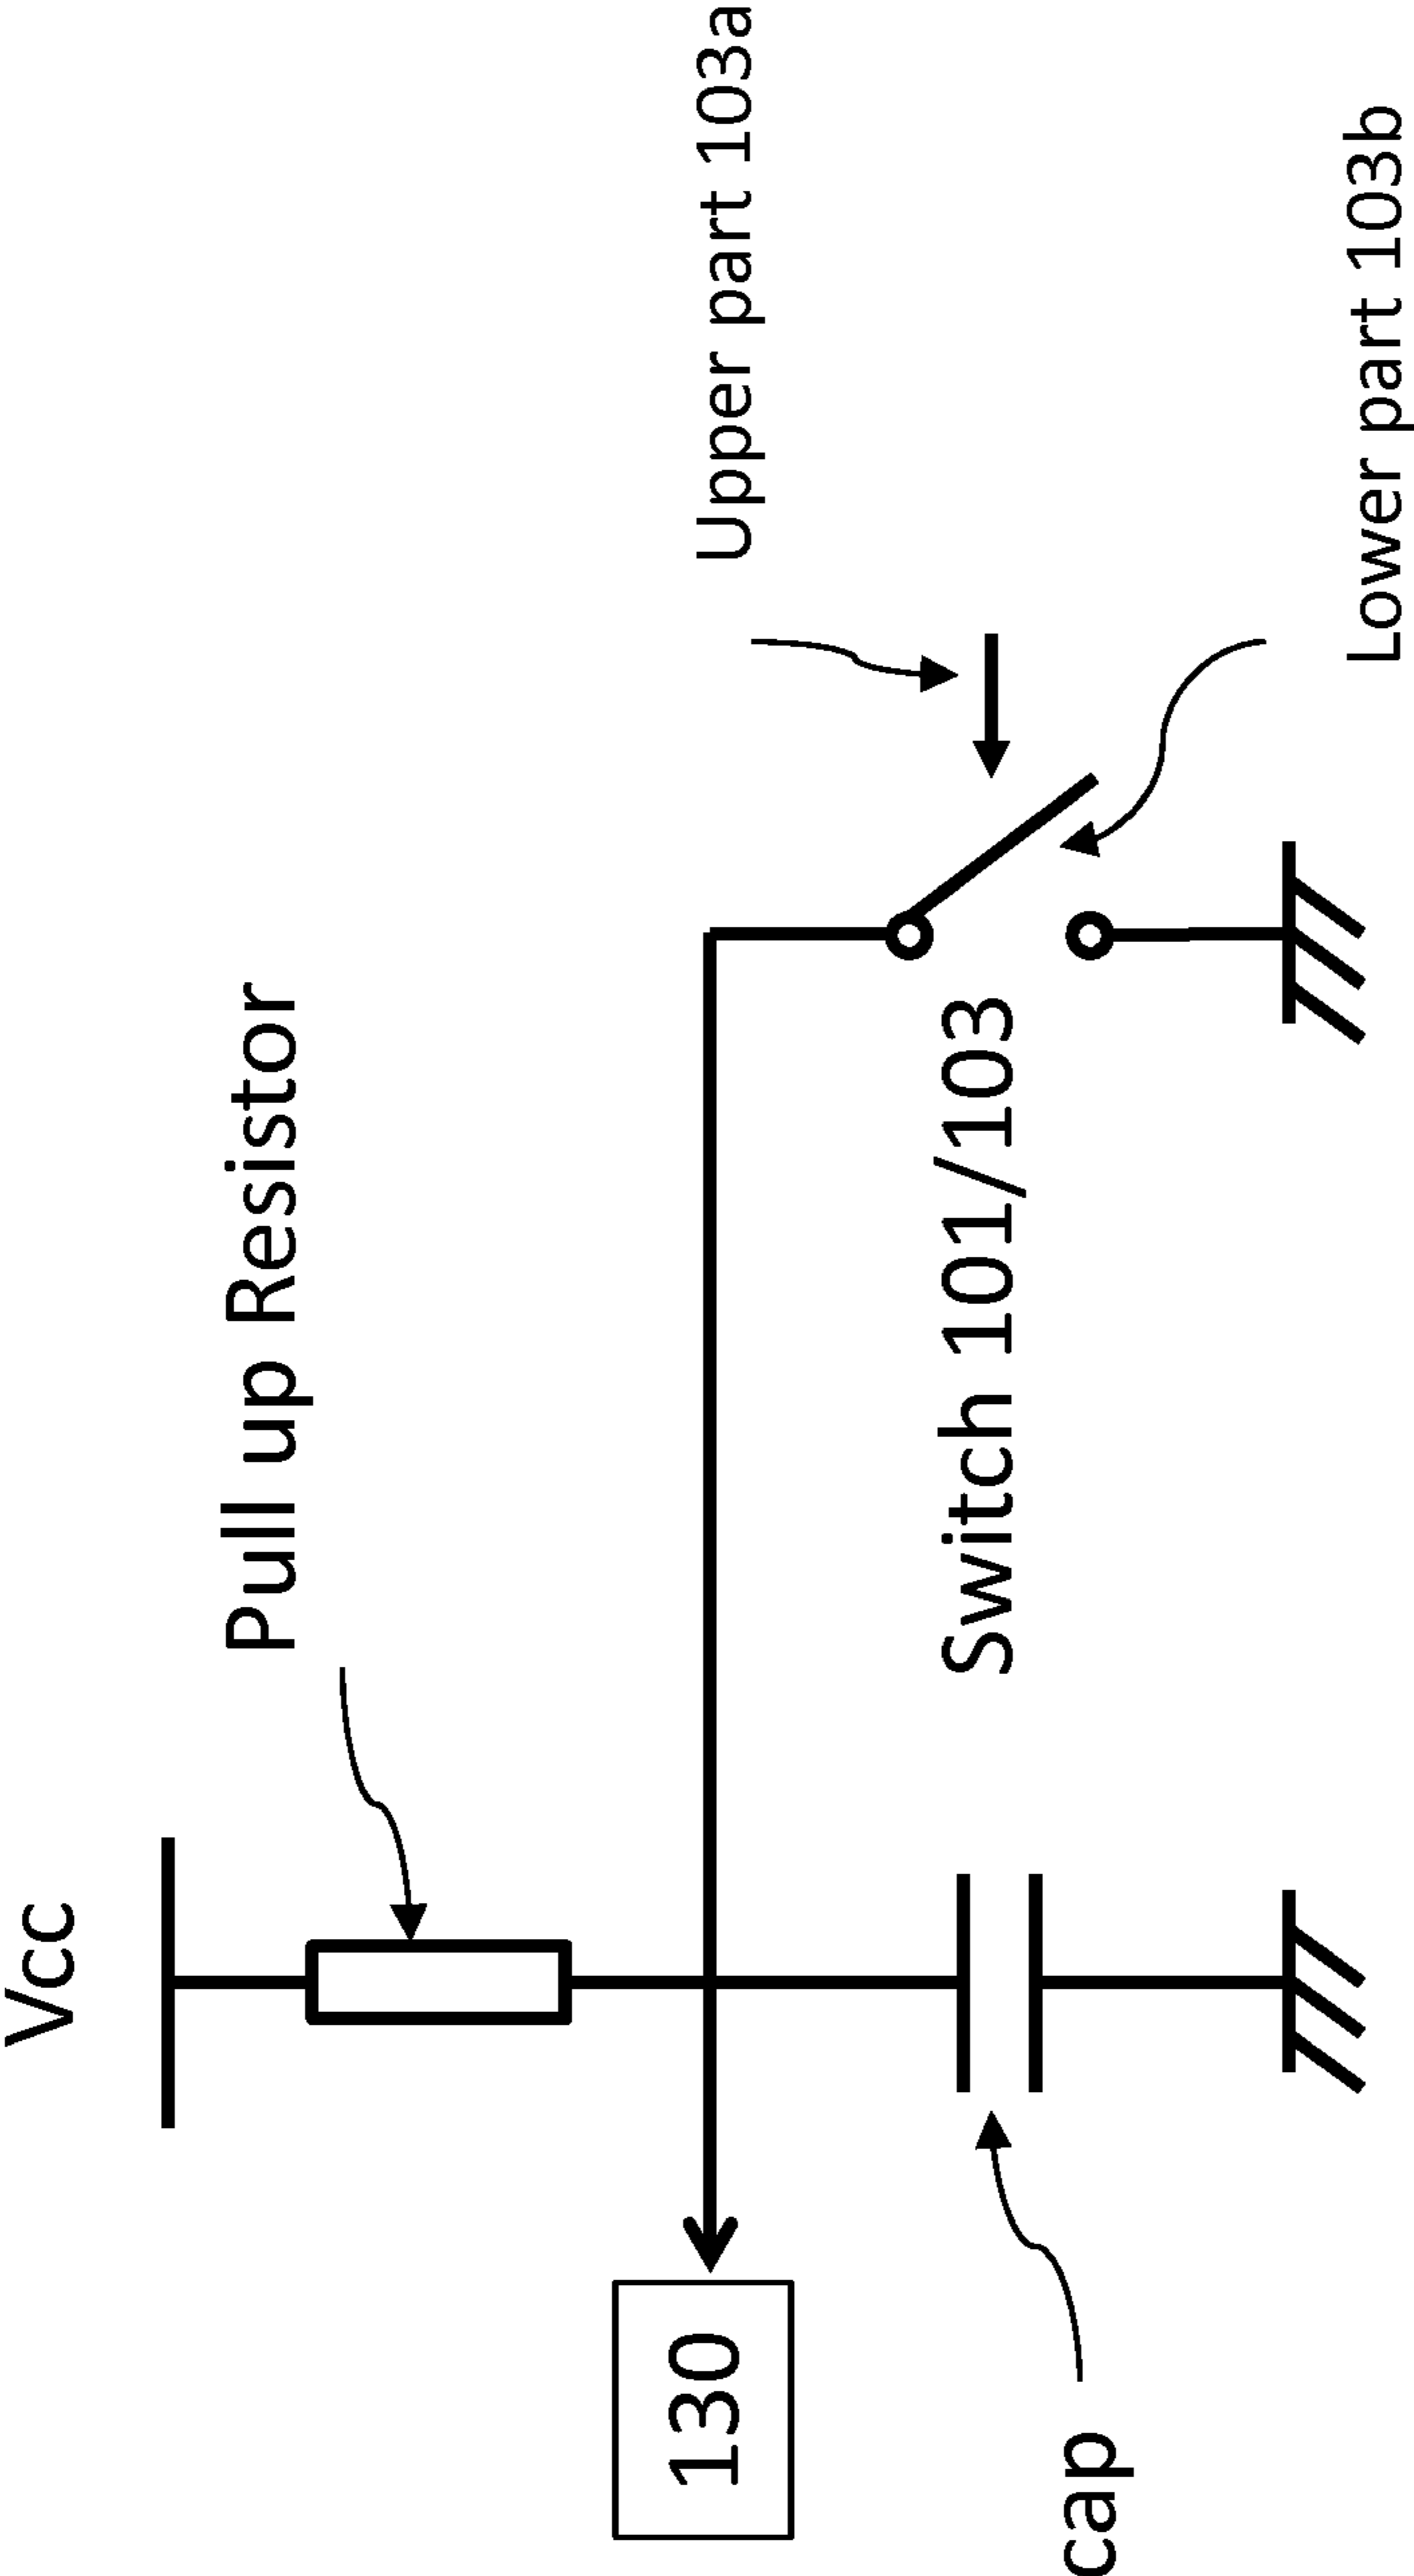 Vcc
Pull up Resistor
130
cap
Switch 101/103
Upper part 103a
Lower part 103b